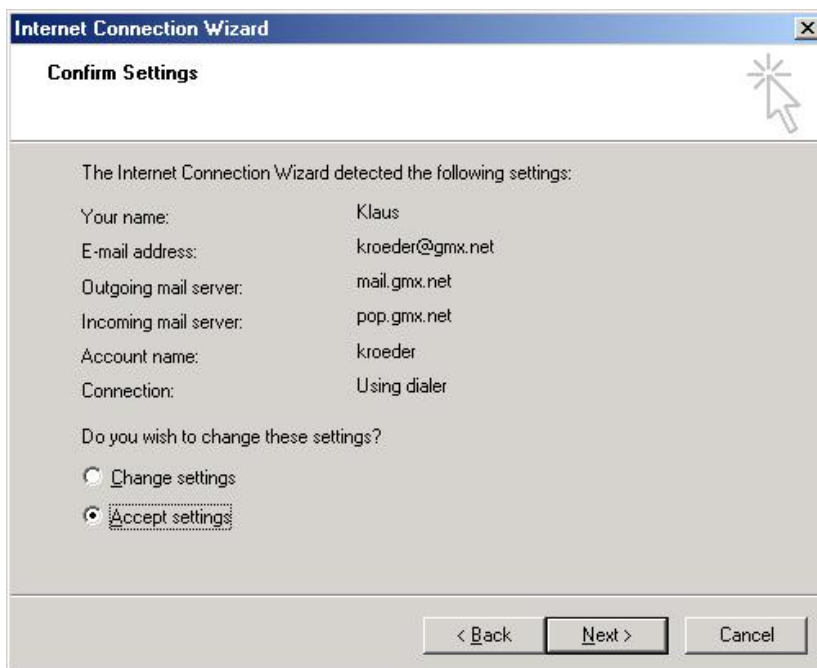 Internet Connection Wizard
Confirm Settings
The Internet Connection Wizard detected the following settings:
Your name: Klaus
E-mail address: kroeder@gmx.net
Outgoing mail server: mail.gmx.net
Incoming mail server: pop.gmx.net
Account name: kroeder
Connection: Using dialer
Do you wish to change these settings?
Change settings
Accept settings
< Back Next > Cancel